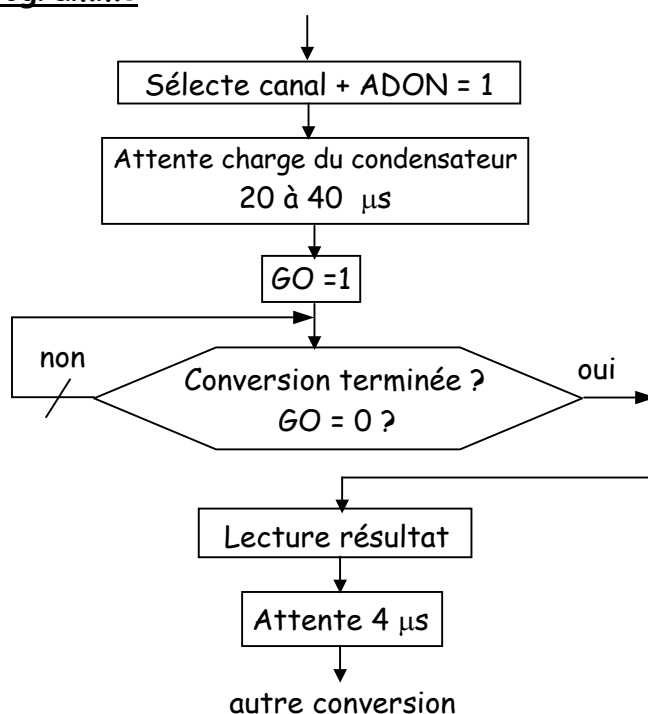 Sélecte canal + ADON = 1
Attente charge du condensateur
20 à 40 μs
GO =1
non
Conversion terminée ?
GO = 0 ?
oui
Lecture résultat
Attente 4 μs
autre conversion